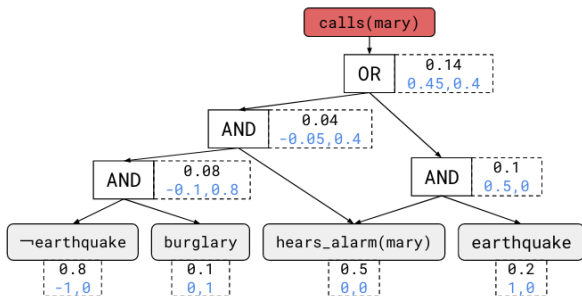 calls(mary)
OR
0.14
0.45,0.4
AND
0.04
-0.05,0.4
AND
0.08
-0.1,0.8
AND
0.1
0.5,0
¬earthquake
burglary
hears_alarm(mary)
earthquake
0.8
-1,0
0.1
0,1
0.5
0,0
0.2
1,0